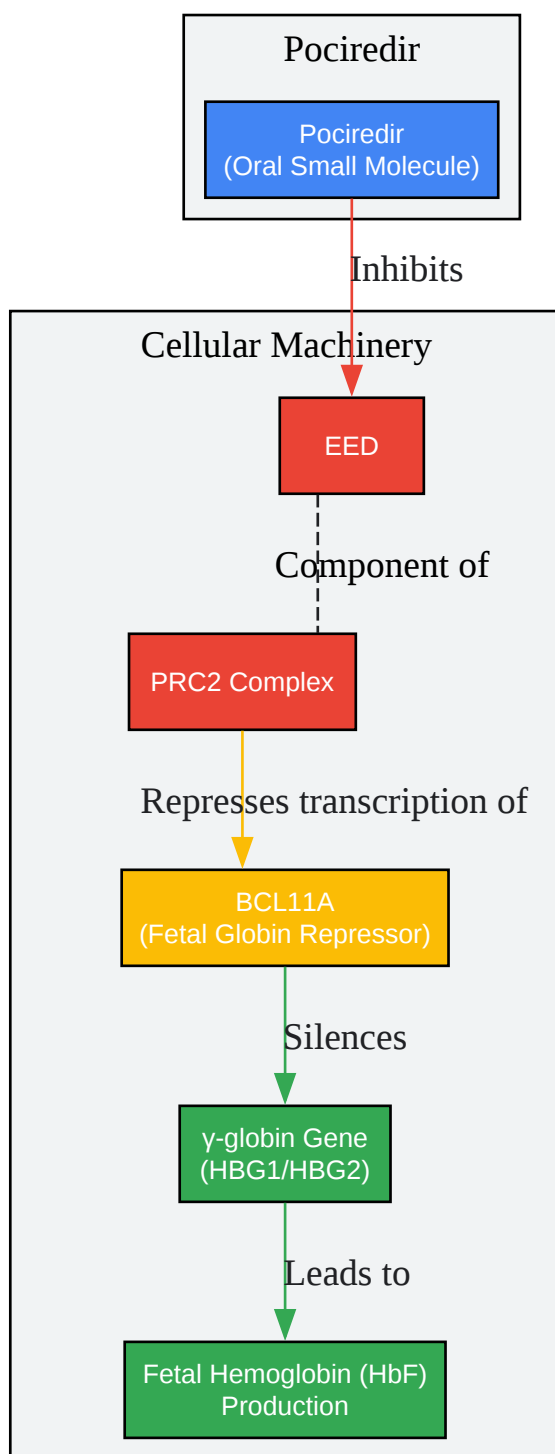 Pociredir
Pociredir
(Oral Small Molecule)
Inhibits
Cellular Machinery
EED
Component of
PRC2 Complex
Represses transcription of
BCL11A
(Fetal Globin Repressor)
Silences
γ-globin Gene
(HBG1/HBG2)
Leads to
Fetal Hemoglobin (HbF)
Production